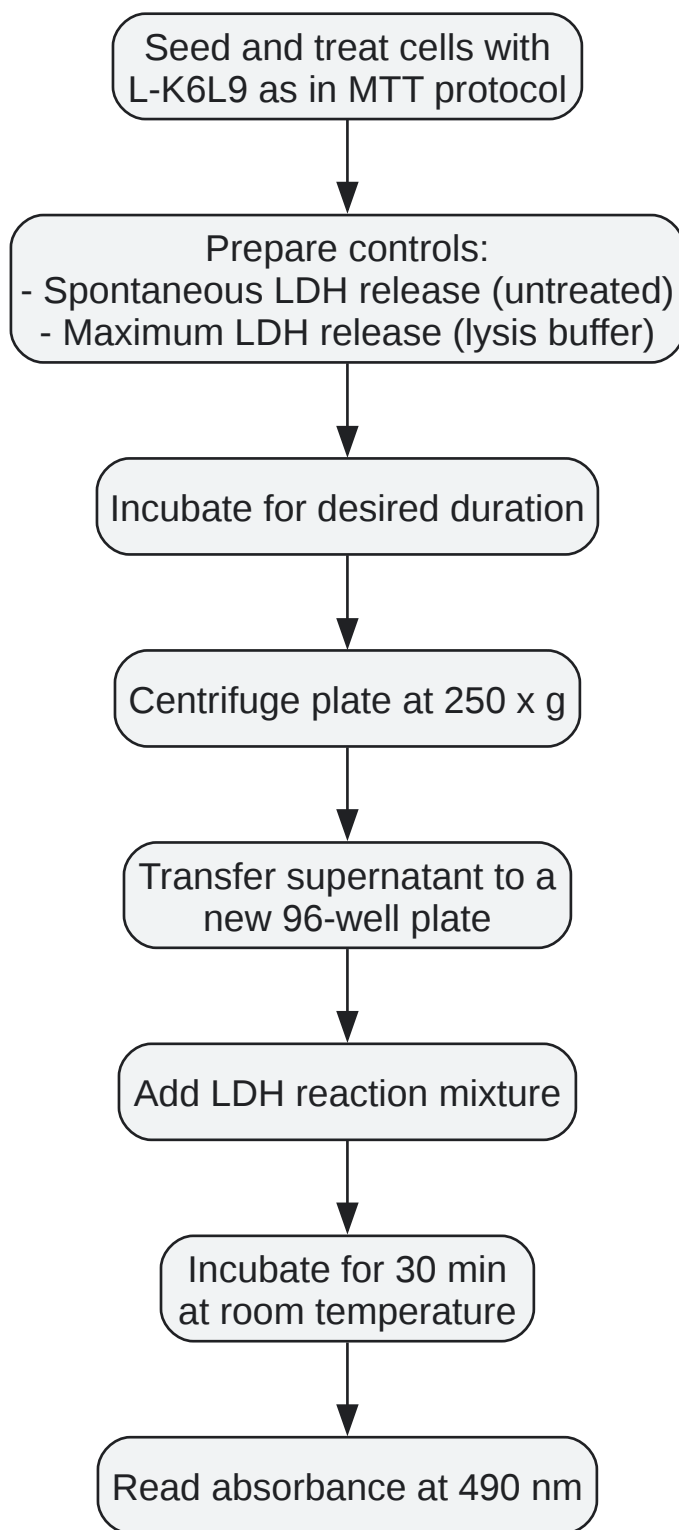 Seed and treat cells with
L-K6L9 as in MTT protocol
Prepare controls:
- Spontaneous LDH release (untreated)
- Maximum LDH release (lysis buffer)
Incubate for desired duration
Centrifuge plate at 250 x g
Transfer supernatant to a
new 96-well plate
Add LDH reaction mixture
Incubate for 30 min
at room temperature
Read absorbance at 490 nm